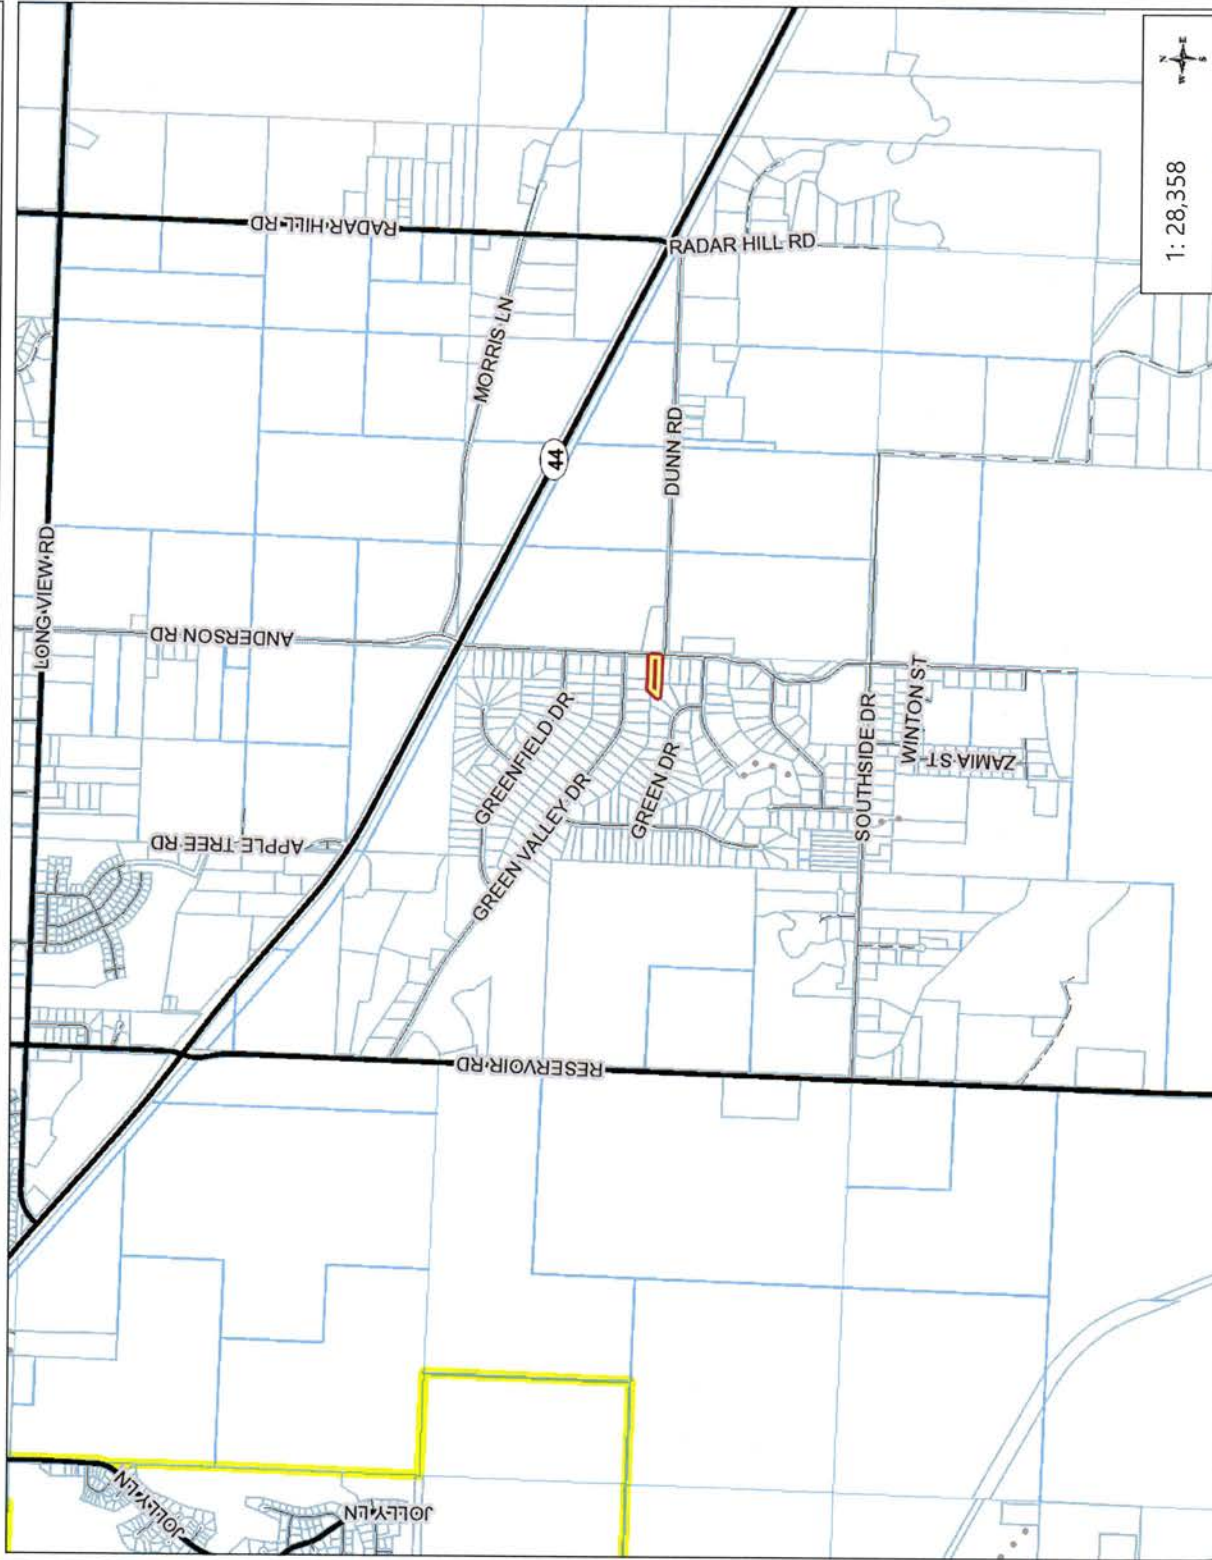 LONG VIEW RD
RADAR HILL RD
ANDERSON RD
MORRIS LN
RADAR HILL RD
APPLE TREE RD
44
DUNN RD
GREENFIELD DR
GREEN VALLEY DR
GREEN DR
RESERVOIR RD
SOUTHSIDE DR
WINTON ST
ZAMIA ST
JOLLY LN
JOLLY LN
N
W
E
S
1: 28,358